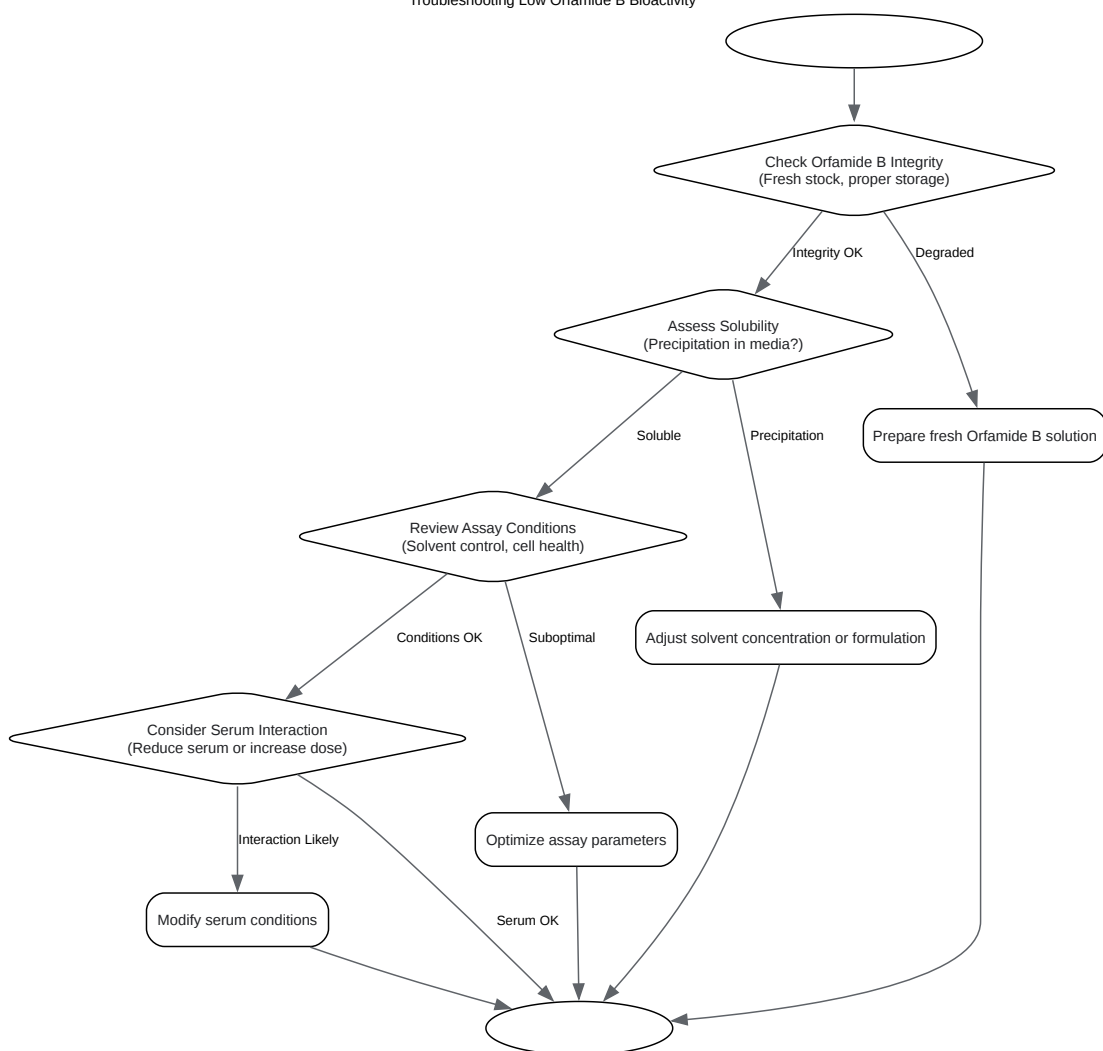 Troubleshooting Low Orfamide B Bioactivity
Check Orfamide B Integrity
(Fresh stock, proper storage)
Integrity OK
Degraded
Assess Solubility
(Precipitation in media?)
Soluble
Precipitation
Prepare fresh Orfamide B solution
Review Assay Conditions
(Solvent control, cell health)
Conditions OK
Suboptimal
Adjust solvent concentration or formulation
Consider Serum Interaction
(Reduce serum or increase dose)
Interaction Likely
Optimize assay parameters
Modify serum conditions
Serum OK